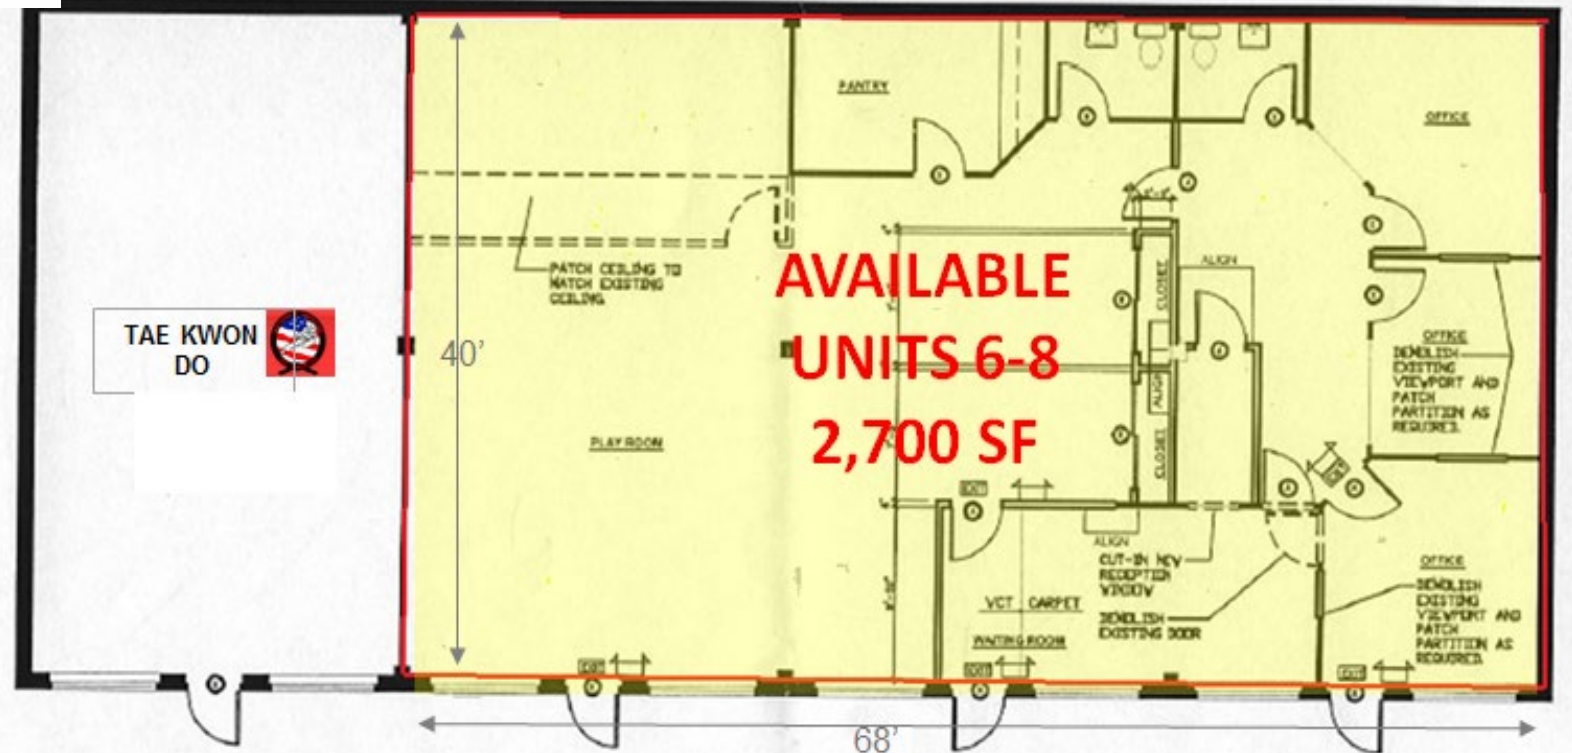 PANTRY
OFFICE
PATCH CEILING TO
MATCH EXISTING
CEILING.
AVAILABLE
UNITS 6-8
2,700 SF
CLOSET
ALIGN
TAE KWON
DO
40'
OFFICE
DEMOLISH
EXISTING
VIEWPORT AND
PATCH
PARTITION AS
REQUIRED.
ALIGN
CLOSET
PLAY ROOM
EXIT
ALIGN
CUT-IN NEW
RECEPTION
WINDOW
VCT CARPET
DEMOLISH
EXISTING DOOR
WAITING ROOM
OFFICE
DEMOLISH
EXISTING
VIEWPORT AND
PATCH
PARTITION AS
REQUIRED.
EXIT
EXIT
EXIT
68'